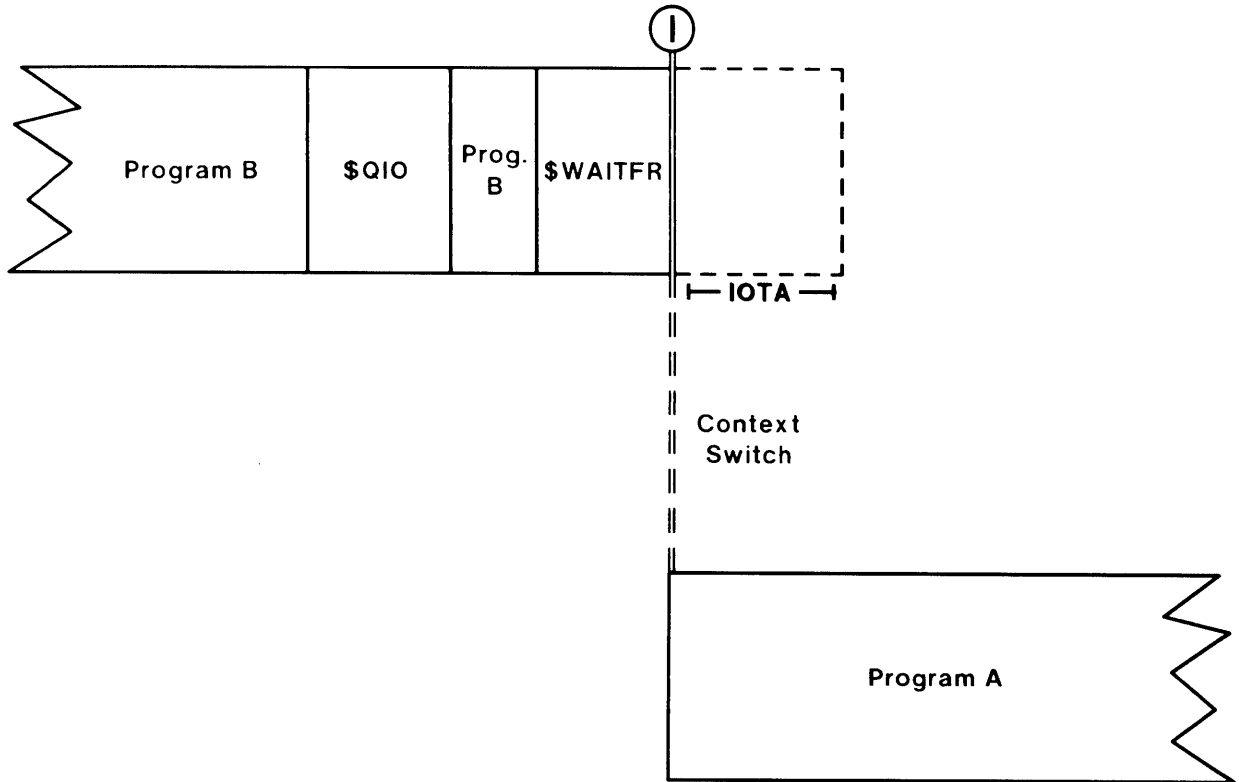 1
Program B
$QIO
Prog.
B
$WAITFR
IOTA
Context
Switch
Program A